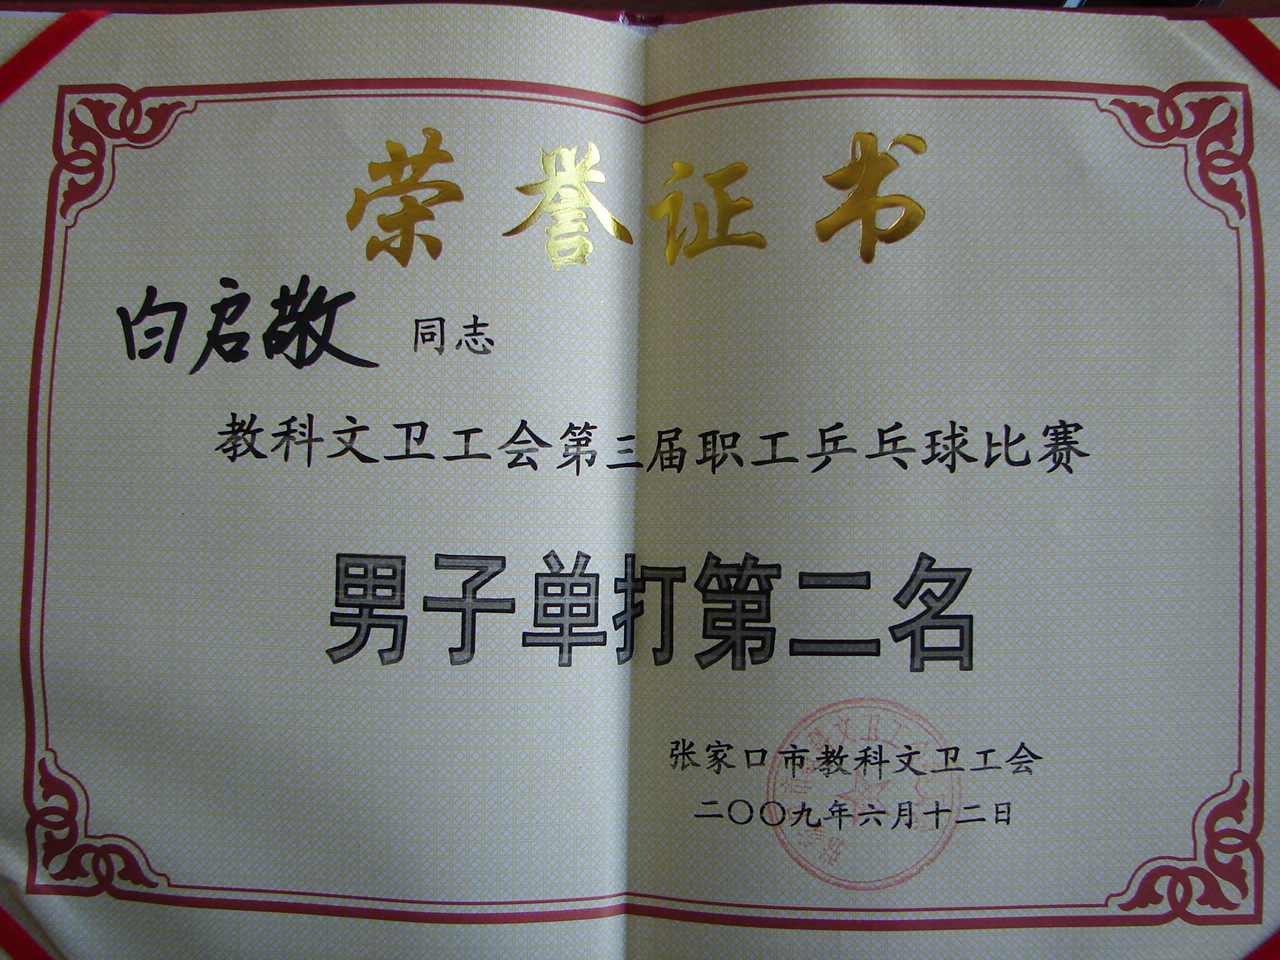 荣誉证书
白启敬 同志
教科文卫工会第三届职工乒乓球比赛
男子单打第二名
张家口市教科文卫工会
二〇〇九年六月十二日